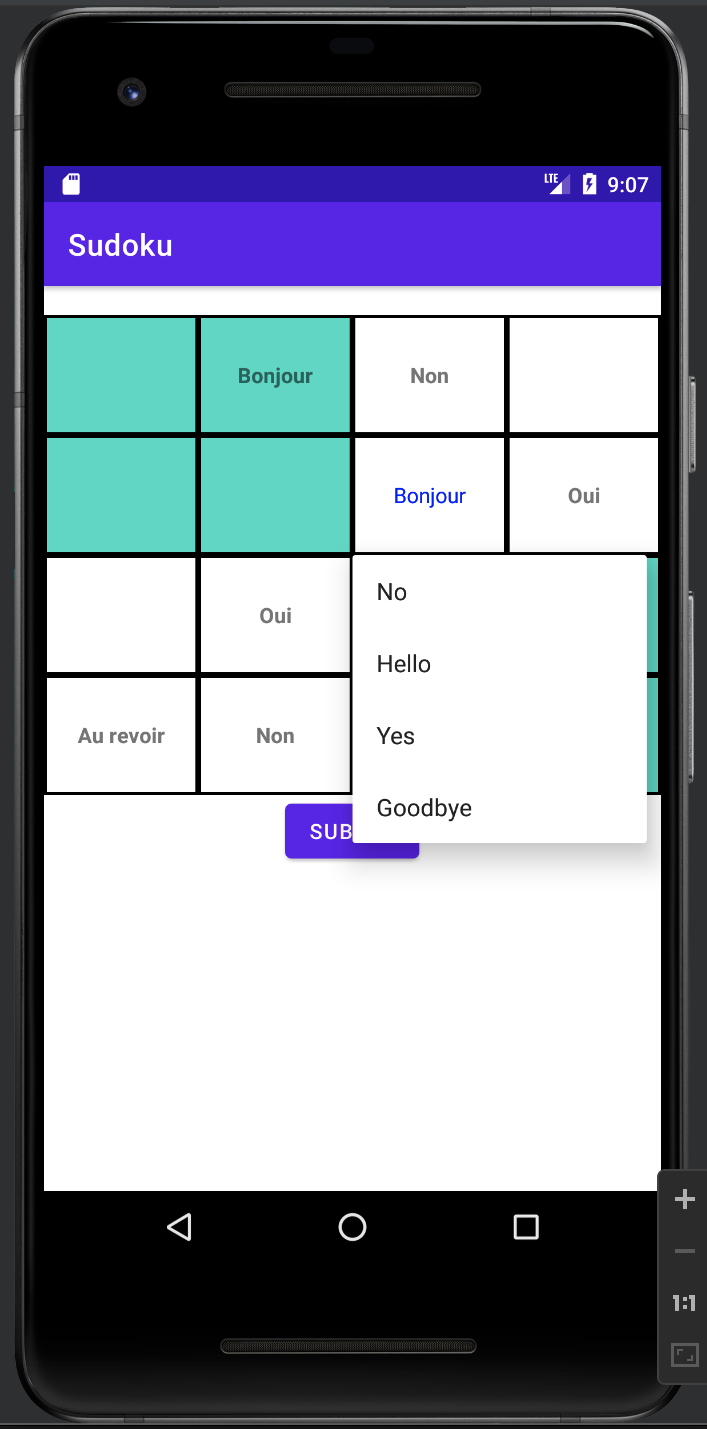 LTE 9:07
Sudoku
Bonjour Non
Bonjour Oui
Oui
Au revoir Non
No
Hello
Yes
Goodbye
SUB
1:1